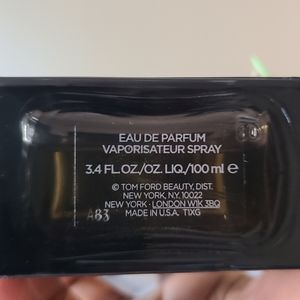 EAU DE PARFUM
VAPORISATEUR SPRAY
3.4 FL.OZ./OZ. LIQ./100 ml ℮
© TOM FORD BEAUTY, DIST.
NEW YORK, N.Y. 10022
NEW YORK · LONDON W1K 3BQ
MADE IN U.S.A. T1XG
A83